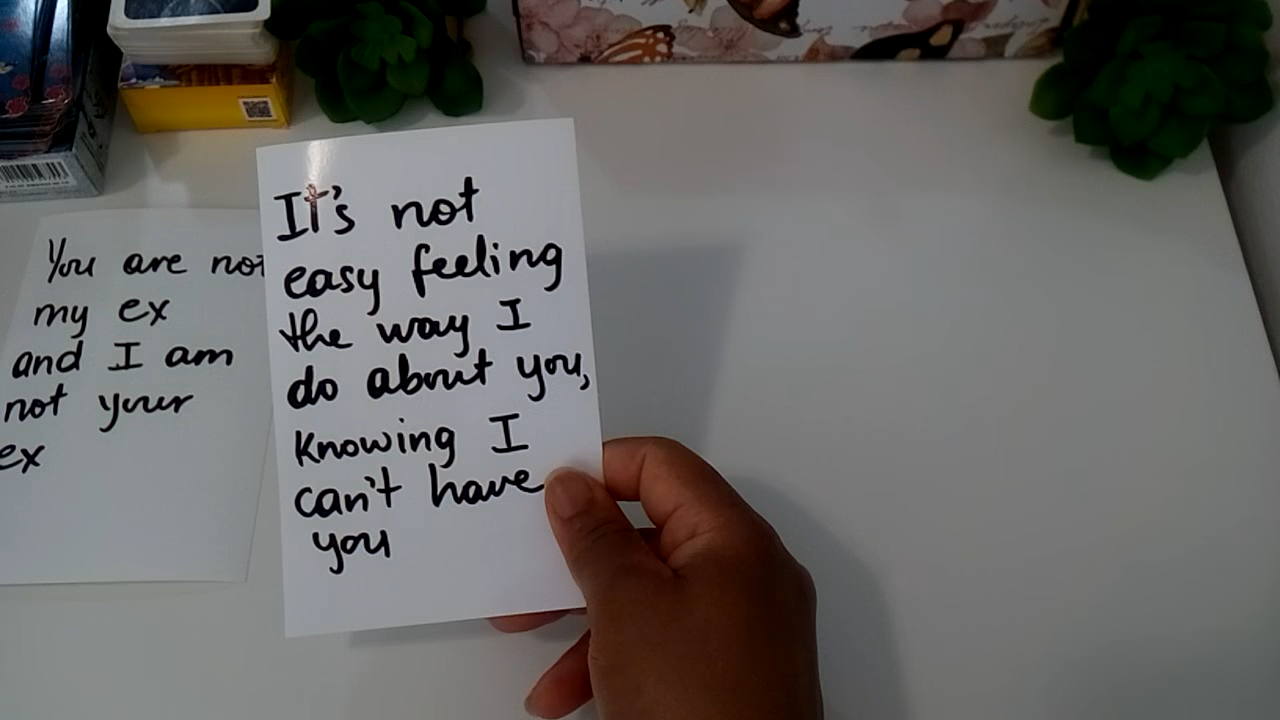 You are not
my ex
and I am
not your
ex
It's not
easy feeling
the way I
do about you,
knowing I
can't have
you